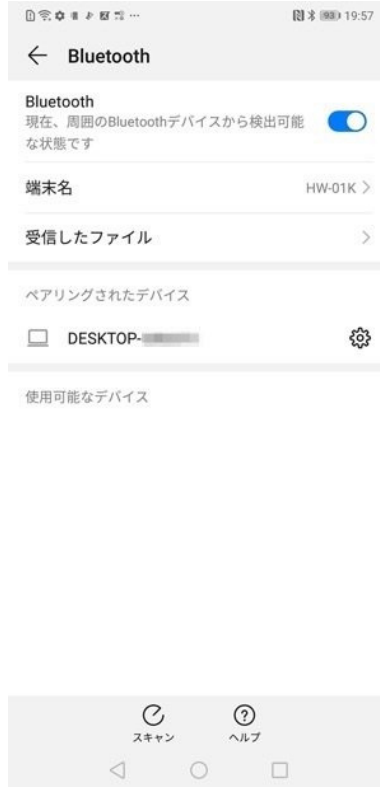 93 19:57
Bluetooth
Bluetooth
現在、周囲のBluetoothデバイスから検出可能
な状態です
端末名 HW-01K
受信したファイル
ペアリングされたデバイス
DESKTOP-
使用可能なデバイス
スキャン ヘルプ